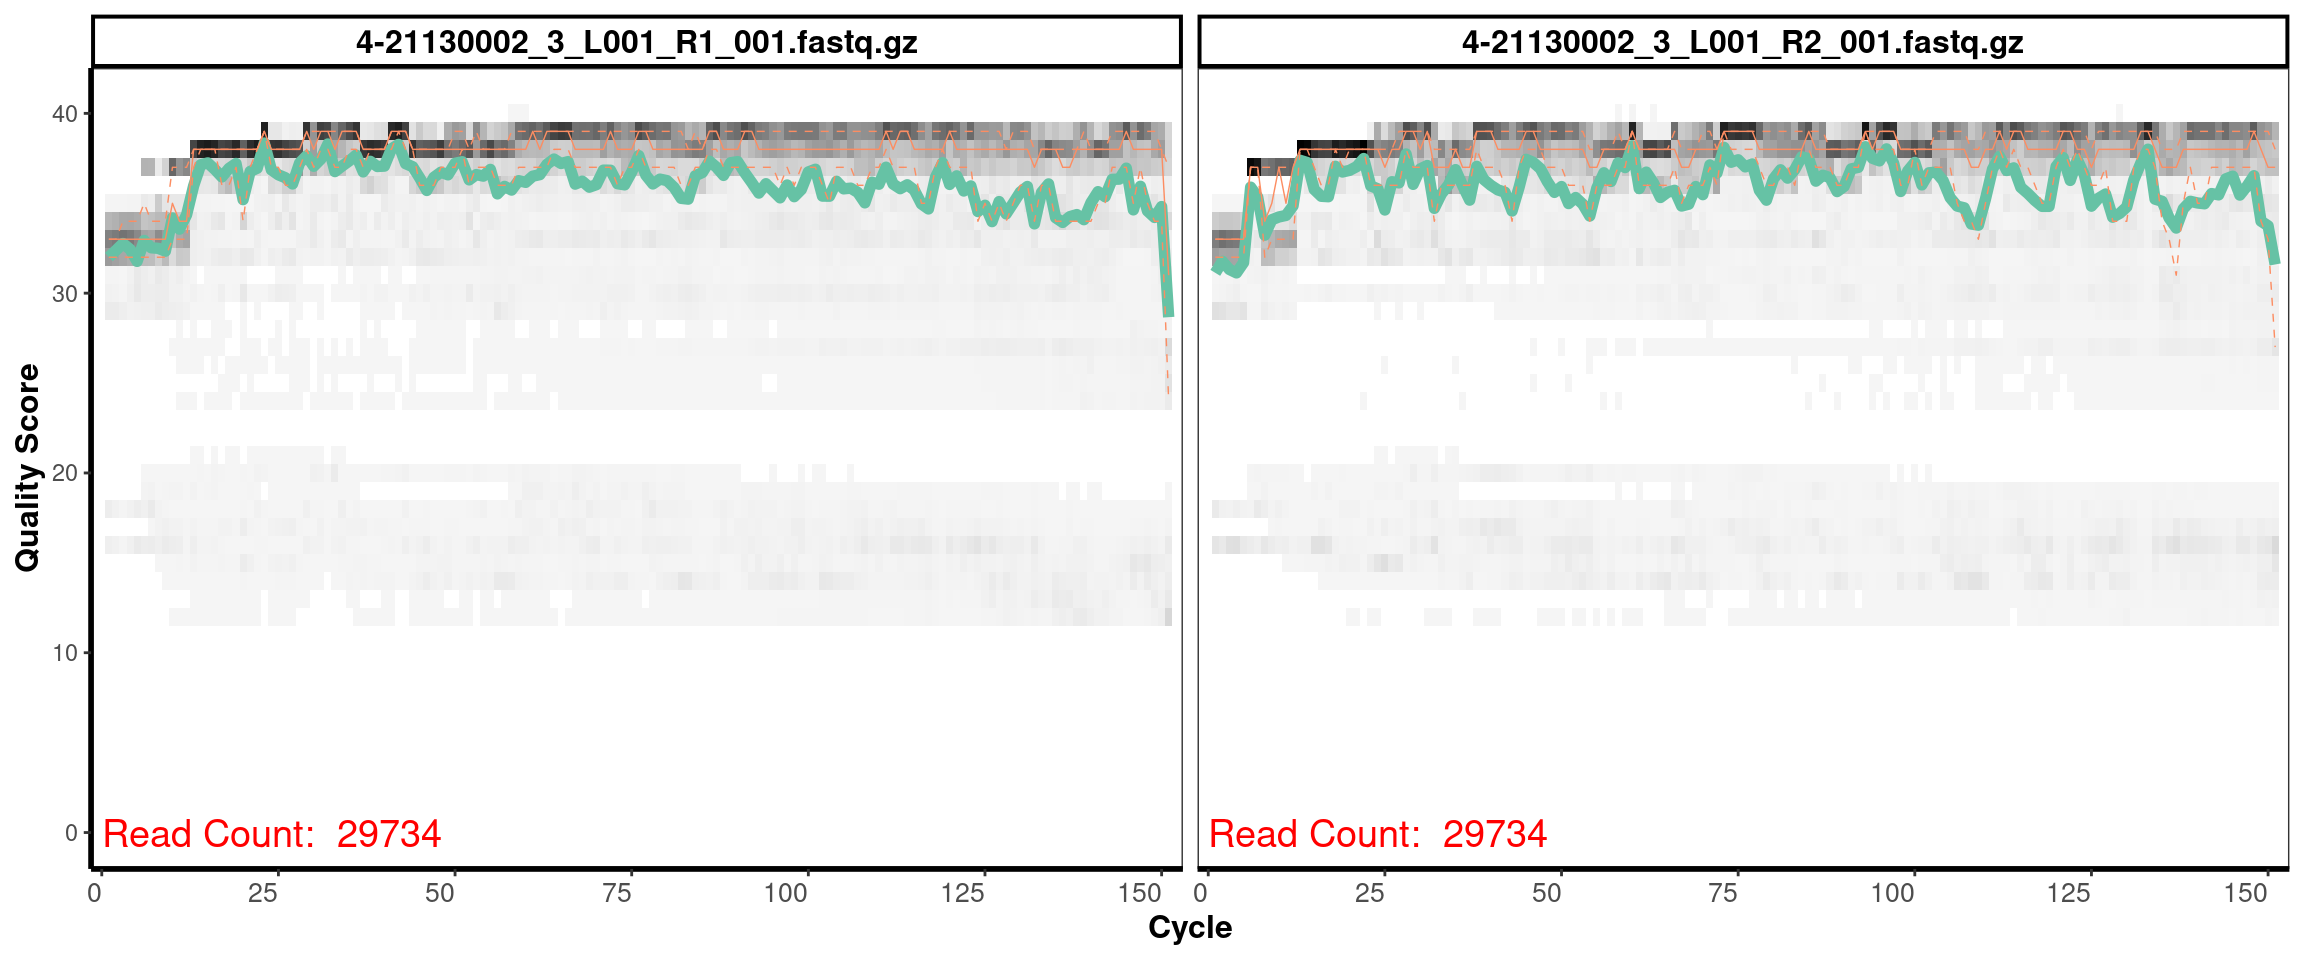 4-21130002_3_L001_R1_001.fastq.gz
4-21130002_3_L001_R2_001.fastq.gz
Quality Score
40
30
20
10
0
Read Count: 29734
Read Count: 29734
0 25 50 75 100 125 150
0 25 50 75 100 125 150
Cycle